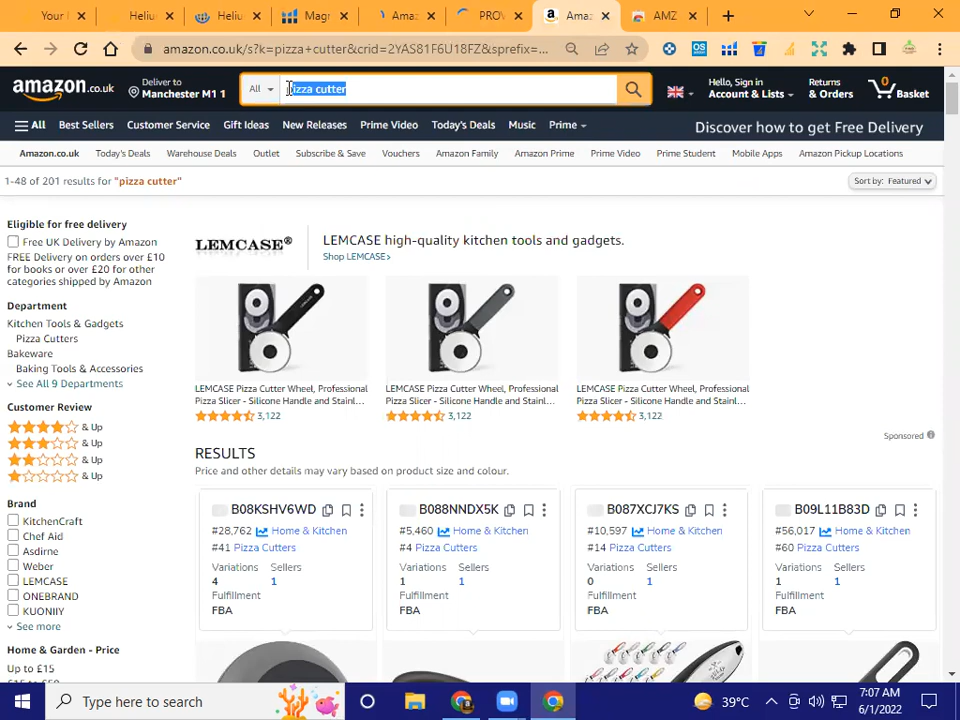 Your l
Helium
Heliu
Magr
Amaz
PROV
Amaz
AMZ
amazon.co.uk/s?k=pizza+cutter&crid=2YAS81F6U18FZ&sprefix=...
amazon.co.uk
Deliver to
Manchester M1 1
All
pizza cutter
Hello, Sign in
Account & Lists
Returns
& Orders
0
Basket
All
Best Sellers
Customer Service
Gift Ideas
New Releases
Prime Video
Today's Deals
Music
Prime
Discover how to get Free Delivery
Amazon.co.uk
Today's Deals
Warehouse Deals
Outlet
Subscribe & Save
Vouchers
Amazon Family
Amazon Prime
Prime Video
Prime Student
Mobile Apps
Amazon Pickup Locations
1-48 of 201 results for "pizza cutter"
Sort by: Featured
Eligible for free delivery
Free UK Delivery by Amazon
FREE Delivery on orders over £10
for books or over £20 for other
categories shipped by Amazon
Department
Kitchen Tools & Gadgets
Pizza Cutters
Bakeware
Baking Tools & Accessories
See All 9 Departments
Customer Review
& Up
& Up
& Up
& Up
Brand
KitchenCraft
Chef Aid
Asdirne
Weber
LEMCASE
ONEBRAND
KUONIIY
See more
Home & Garden - Price
Up to £15
LEMCASE®
LEMCASE high-quality kitchen tools and gadgets.
Shop LEMCASE›
LEMCASE Pizza Cutter Wheel, Professional
Pizza Slicer - Silicone Handle and Stainl...
3,122
LEMCASE Pizza Cutter Wheel, Professional
Pizza Slicer - Silicone Handle and Stainl...
3,122
LEMCASE Pizza Cutter Wheel, Professional
Pizza Slicer - Silicone Handle and Stainl...
3,122
Sponsored
RESULTS
Price and other details may vary based on product size and colour.
B08KSHV6WD
#28,762 Home & Kitchen
#41 Pizza Cutters
Variations Sellers
4 1
Fulfillment
FBA
B088NNDX5K
#5,460 Home & Kitchen
#4 Pizza Cutters
Variations Sellers
1 1
Fulfillment
FBA
B087XCJ7KS
#10,597 Home & Kitchen
#14 Pizza Cutters
Variations Sellers
0 1
Fulfillment
FBA
B09L11B83D
#56,017 Home & Kitchen
#60 Pizza Cutters
Variations Sellers
1 1
Fulfillment
FBA
Type here to search
39°C
7:07 AM
6/1/2022